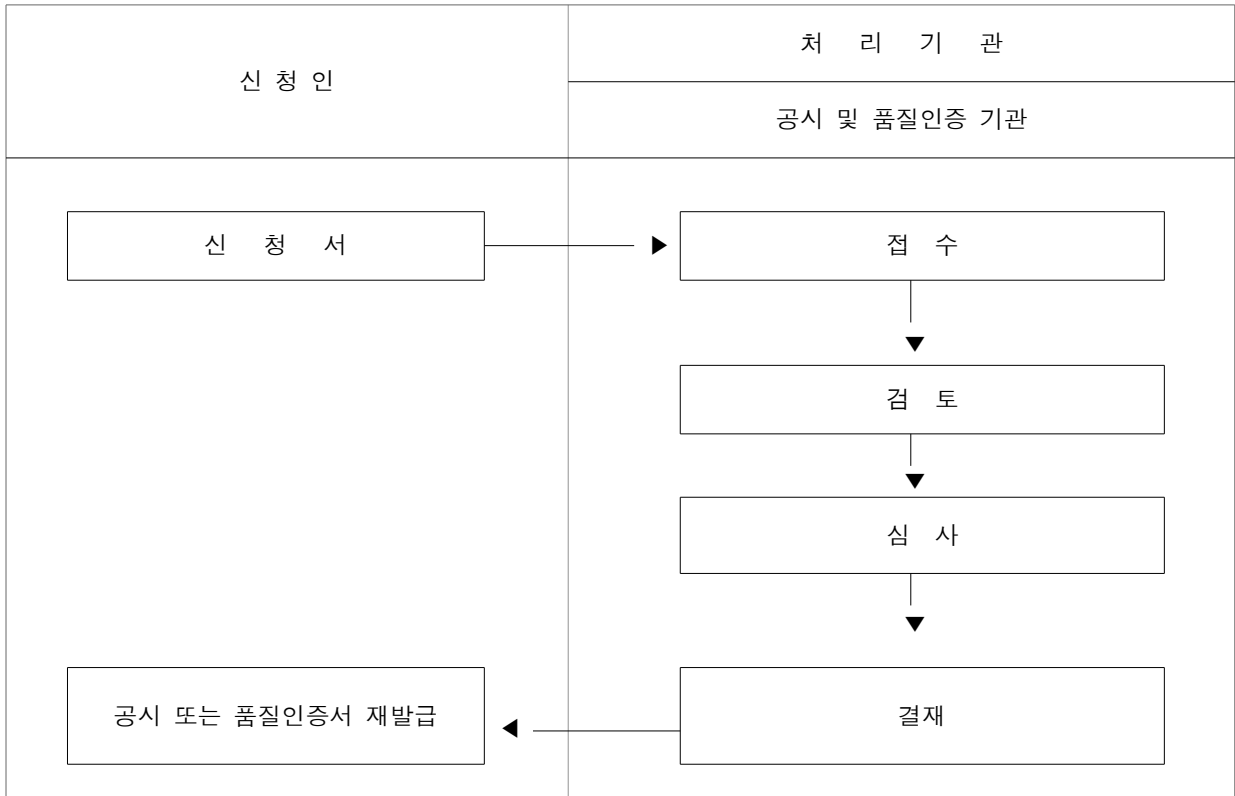 신 청 인
처 리 기 관
공시 및 품질인증 기관
신 청 서
접 수
검 토
심 사
공시 또는 품질인증서 재발급
결재